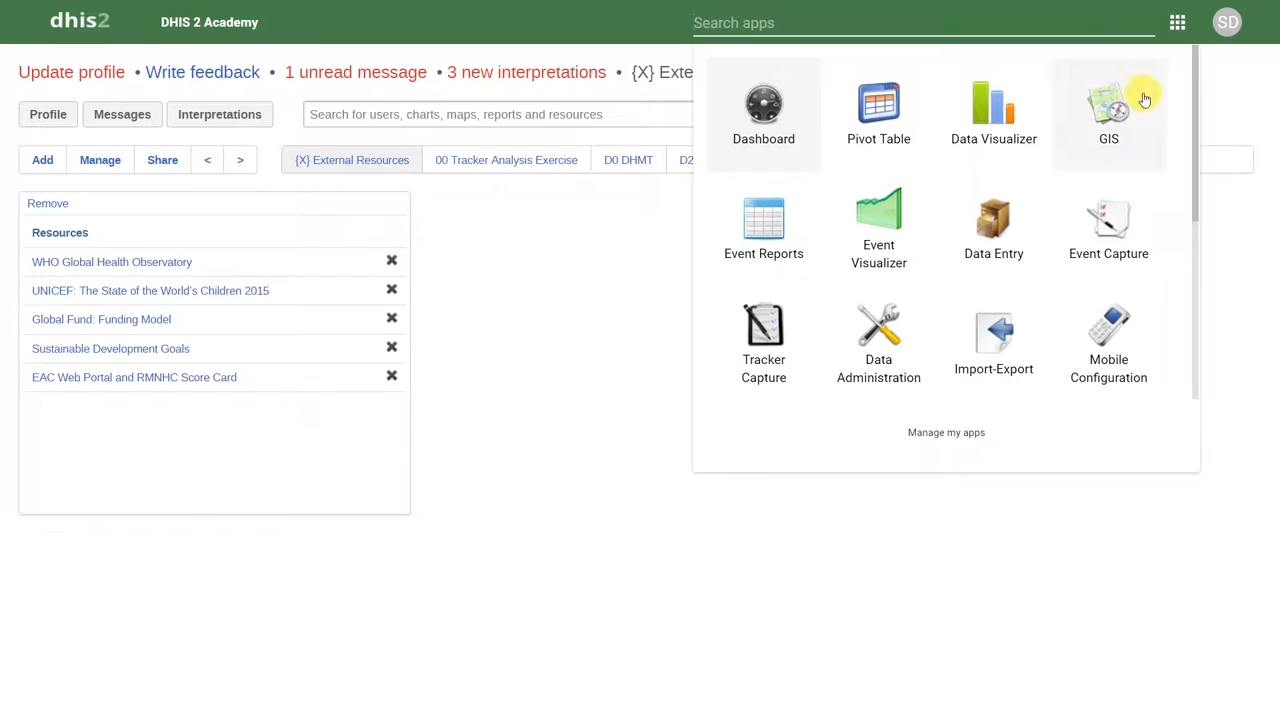 dhis2 DHIS 2 Academy Search apps SD
Update profile • Write feedback • 1 unread message • 3 new interpretations • {X} Exte
Profile Messages Interpretations Search for users, charts, maps, reports and resources
Add Manage Share < > {X} External Resources 00 Tracker Analysis Exercise D0 DHMT D2
Remove
Resources
WHO Global Health Observatory
UNICEF: The State of the World's Children 2015
Global Fund: Funding Model
Sustainable Development Goals
EAC Web Portal and RMNHC Score Card
Dashboard Pivot Table Data Visualizer GIS
Event Reports Event Visualizer Data Entry Event Capture
Tracker Capture Data Administration Import-Export Mobile Configuration
Manage my apps